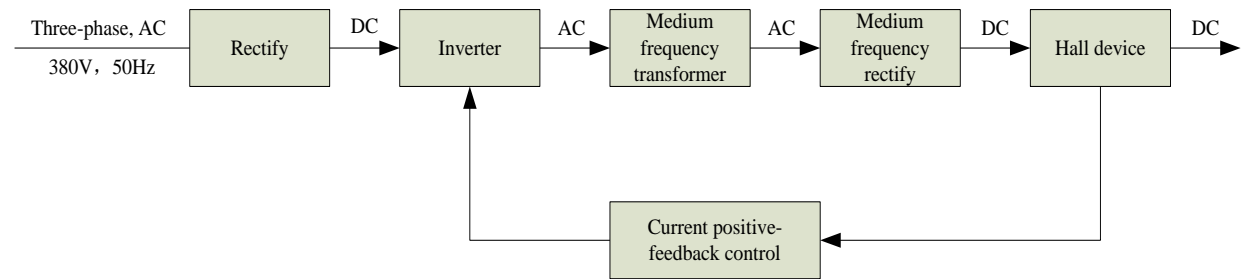 Three-phase, AC
380V，50Hz
Rectify
DC
Inverter
AC
Medium
frequency
transformer
AC
Medium
frequency
rectify
DC
Hall device
DC
Current positive-
feedback control